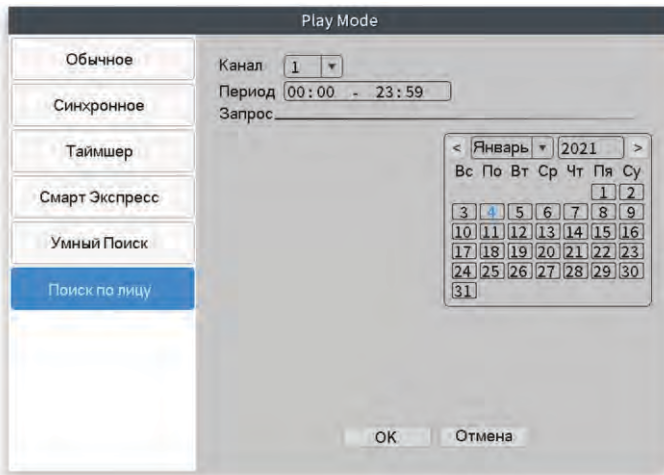 Play Mode
Обычное
Синхронное
Таймшер
Смарт Экспресс
Умный Поиск
Поиск по лицу
Канал 1
Период 00:00 - 23:59
Запрос
< Январь 2021 >
Вс По Вт Ср Чт Пя Су
1 2
3 4 5 6 7 8 9
10 11 12 13 14 15 16
17 18 19 20 21 22 23
24 25 26 27 28 29 30
31
OK Отмена